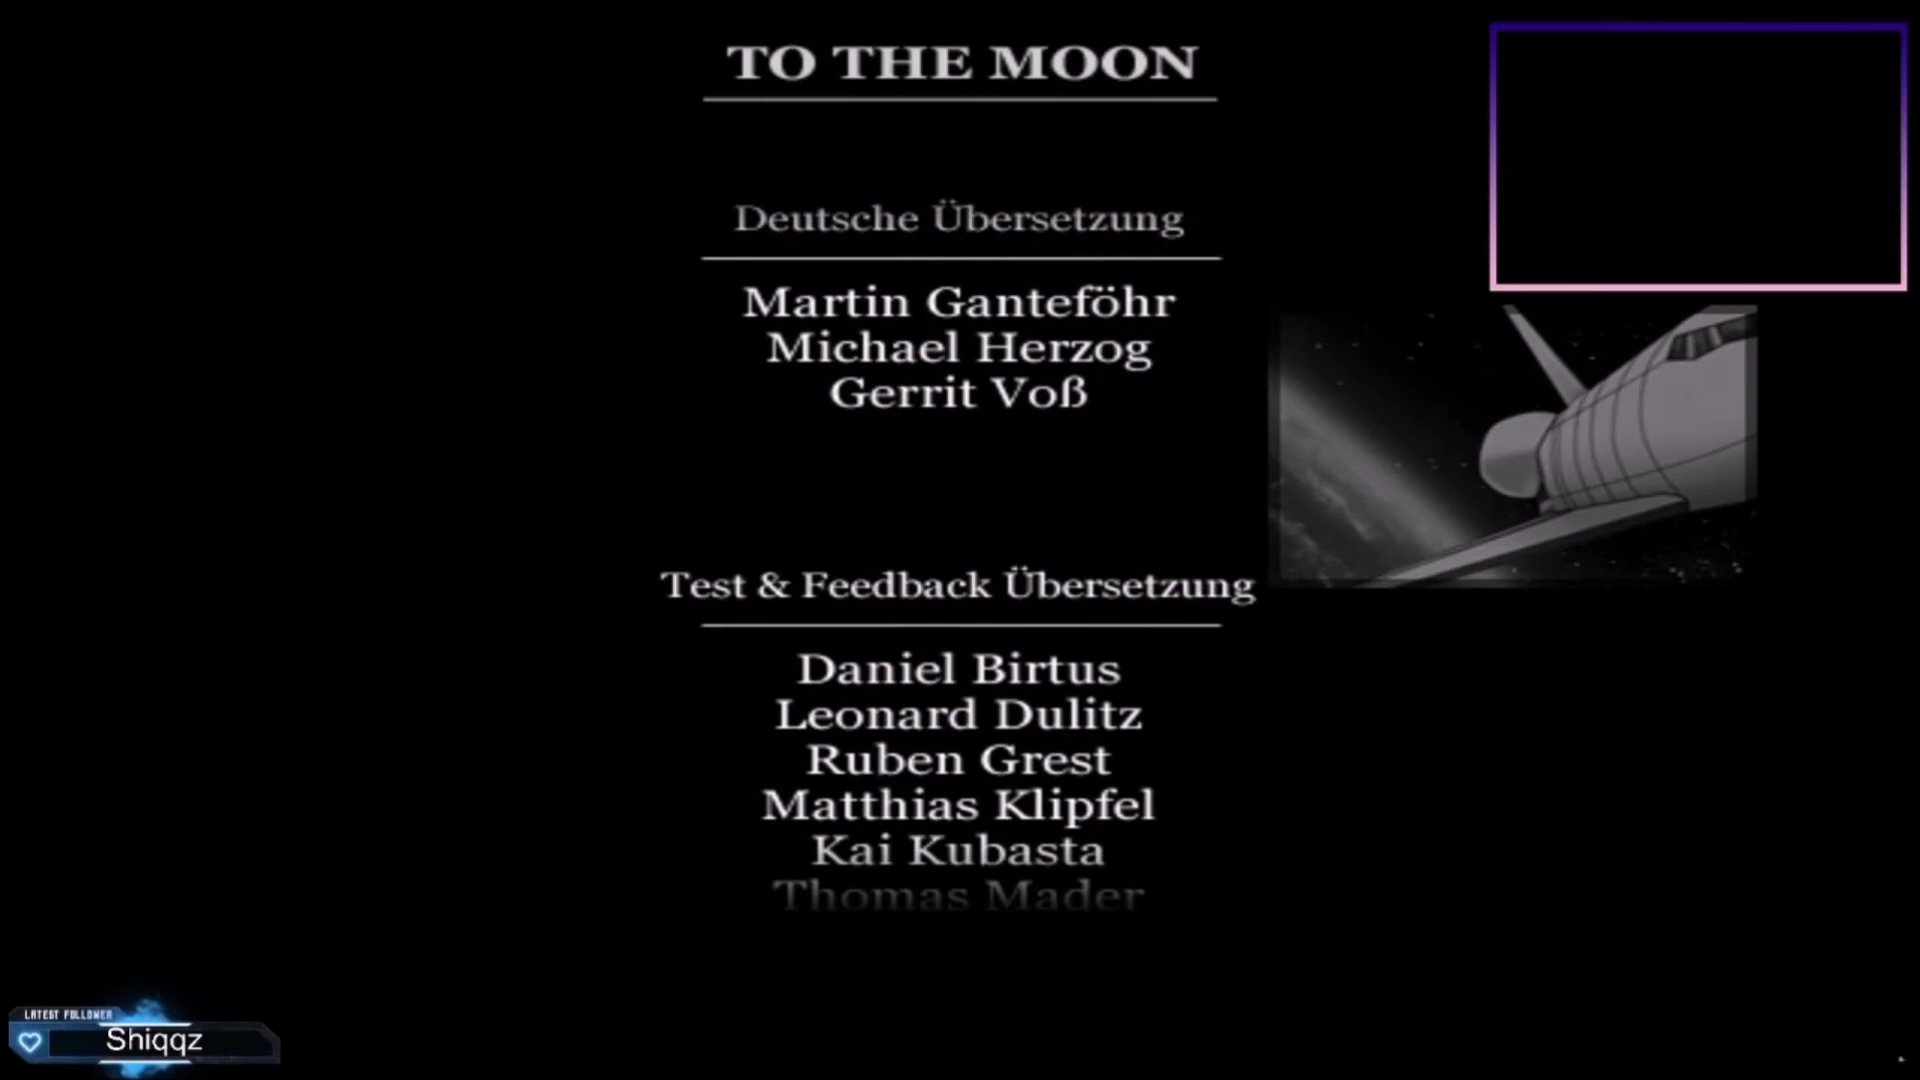 TO THE MOON
Deutsche Übersetzung
Martin Ganteföhr
Michael Herzog
Gerrit Voß
Test & Feedback Übersetzung
Daniel Birtus
Leonard Dulitz
Ruben Grest
Matthias Klipfel
Kai Kubasta
Thomas Mader
LATEST FOLLOWER
Shiqqz